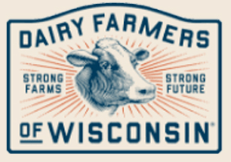 DAIRY FARMERS
STRONG FARMS
STRONG FUTURE
OF WISCONSIN®